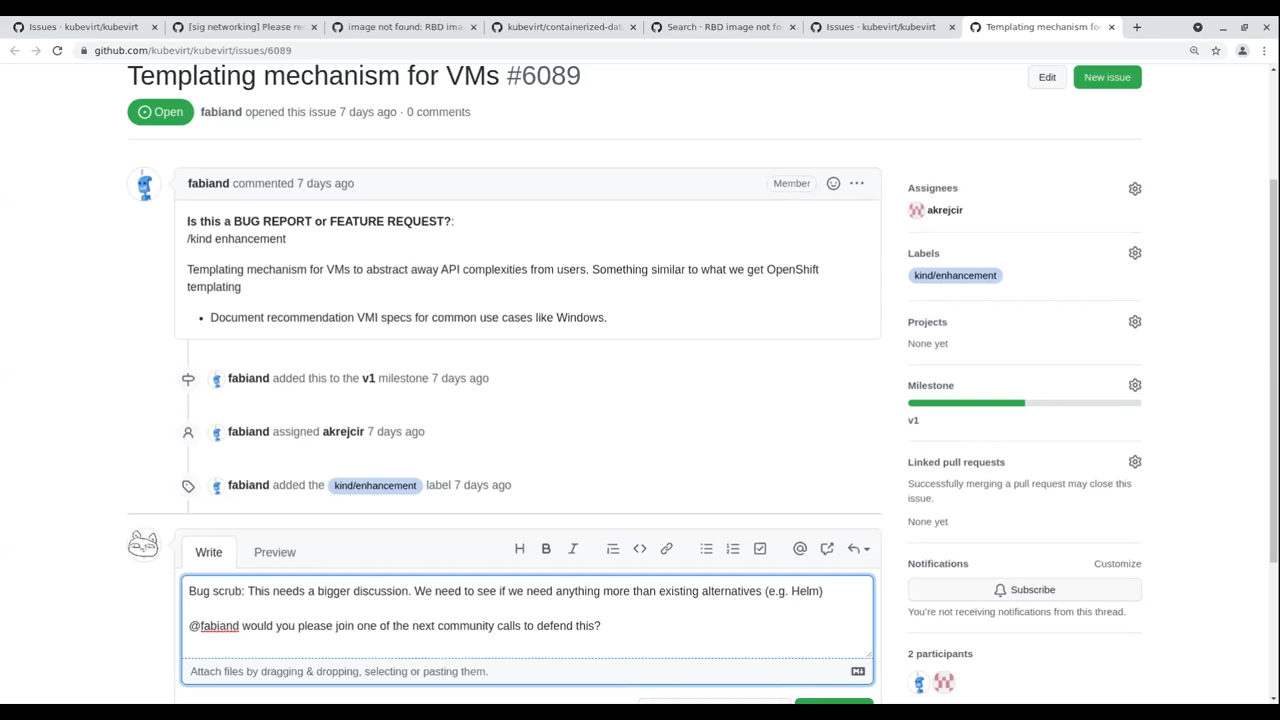 Issues · kubevirt/kubevirt
[sig networking] Please re
image not found: RBD imag
kubevirt/containerized-dat
Search · RBD image not fo
Issues · kubevirt/kubevirt
Templating mechanism fo
github.com/kubevirt/kubevirt/issues/6089
Templating mechanism for VMs #6089
Edit
New issue
Open
fabiand opened this issue 7 days ago · 0 comments
fabiand commented 7 days ago
Member
Is this a BUG REPORT or FEATURE REQUEST?:
/kind enhancement
Templating mechanism for VMs to abstract away API complexities from users. Something similar to what we get OpenShift
templating
• Document recommendation VMI specs for common use cases like Windows.
fabiand added this to the v1 milestone 7 days ago
fabiand assigned akrejcir 7 days ago
fabiand added the kind/enhancement label 7 days ago
Write
Preview
Bug scrub: This needs a bigger discussion. We need to see if we need anything more than existing alternatives (e.g. Helm)
@fabiand would you please join one of the next community calls to defend this?
Attach files by dragging & dropping, selecting or pasting them.
Assignees
akrejcir
Labels
kind/enhancement
Projects
None yet
Milestone
v1
Linked pull requests
Successfully merging a pull request may close this
issue.
None yet
Notifications
Customize
Subscribe
You're not receiving notifications from this thread.
2 participants